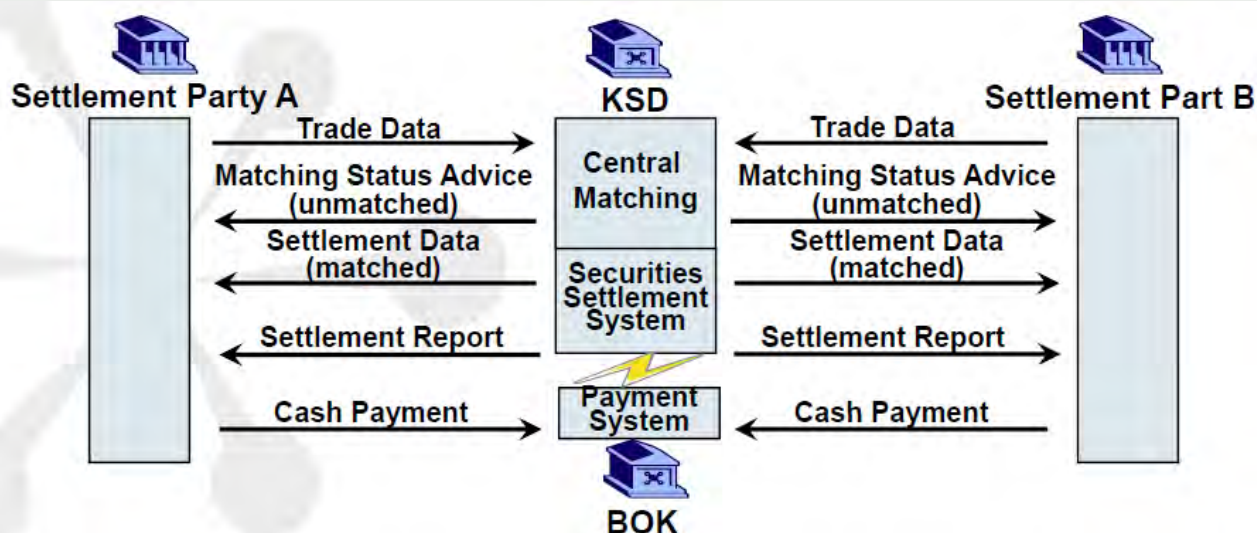 Settlement Party A
KSD
Settlement Part B
Trade Data
Trade Data
Central
Matching
Matching Status Advice
(unmatched)
Matching Status Advice
(unmatched)
Settlement Data
(matched)
Settlement Data
(matched)
Securities
Settlement
System
Settlement Report
Settlement Report
Payment
System
Cash Payment
Cash Payment
BOK